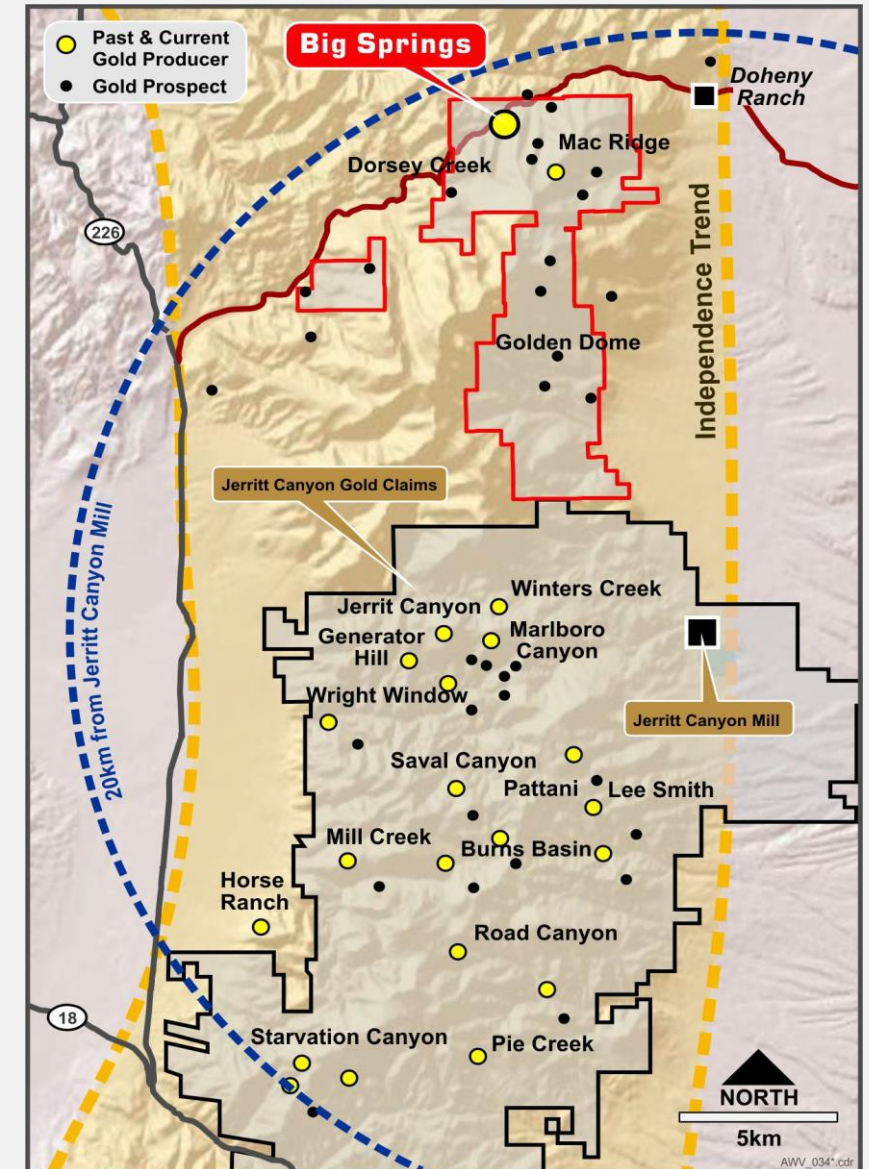 Past & Current
Gold Producer
Gold Prospect
Big Springs
Doheny
Ranch
Mac Ridge
Dorsey Creek
226
Independence Trend
Golden Dome
Jerritt Canyon Gold Claims
20km from Jerritt Canyon Mill
Winters Creek
Jerrit Canyon
Generator
Hill
Marlboro
Canyon
Wright Window
Jerritt Canyon Mill
Saval Canyon
Pattani
Lee Smith
Mill Creek
Burns Basin
Horse
Ranch
Road Canyon
18
Starvation Canyon
Pie Creek
NORTH
5km
AWV_034*.cdr